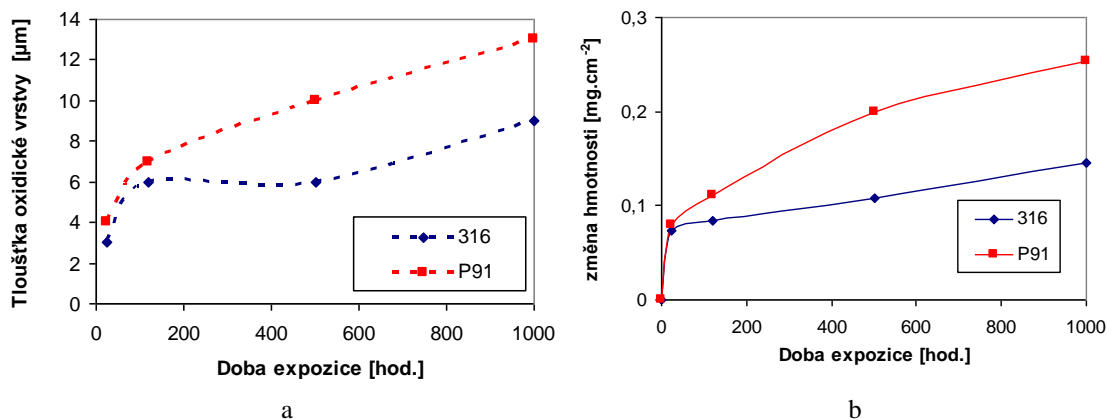 Tloušťka oxidické vrstvy [µm]
14
12
10
8
6
4
2
0
0 200 400 600 800 1000
Doba expozice [hod.]
316
P91
a
změna hmotnosti [mg.cm-2]
0,3
0,2
0,1
0
0 200 400 600 800 1000
Doba expozice [hod.]
316
P91
b